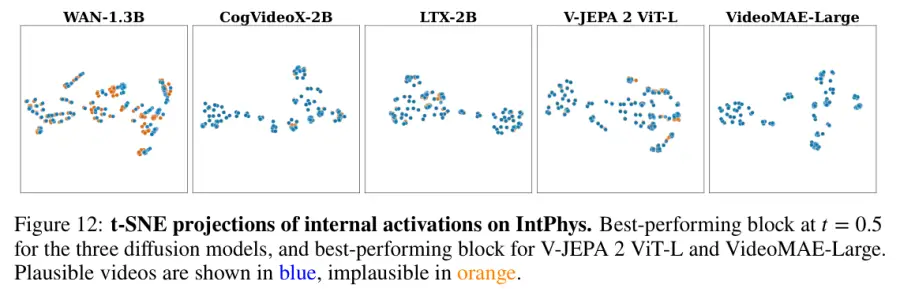 WAN-1.3B CogVideoX-2B LTX-2B V-JEPA 2 ViT-L VideoMAE-Large
Figure 12: t-SNE projections of internal activations on IntPhys. Best-performing block at t = 0.5
for the three diffusion models, and best-performing block for V-JEPA 2 ViT-L and VideoMAE-Large.
Plausible videos are shown in blue, implausible in orange.